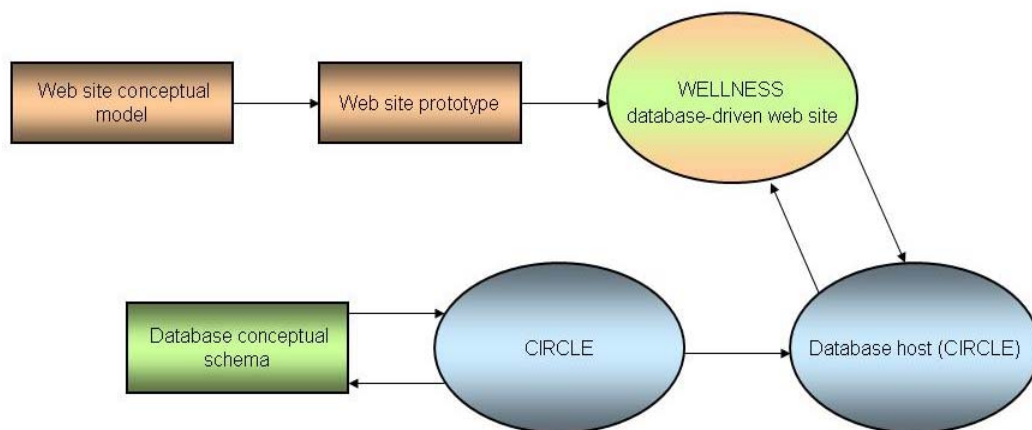 Web site conceptual
model
Web site prototype
WELLNESS
database-driven web site
Database conceptual
schema
CIRCLE
Database host (CIRCLE)